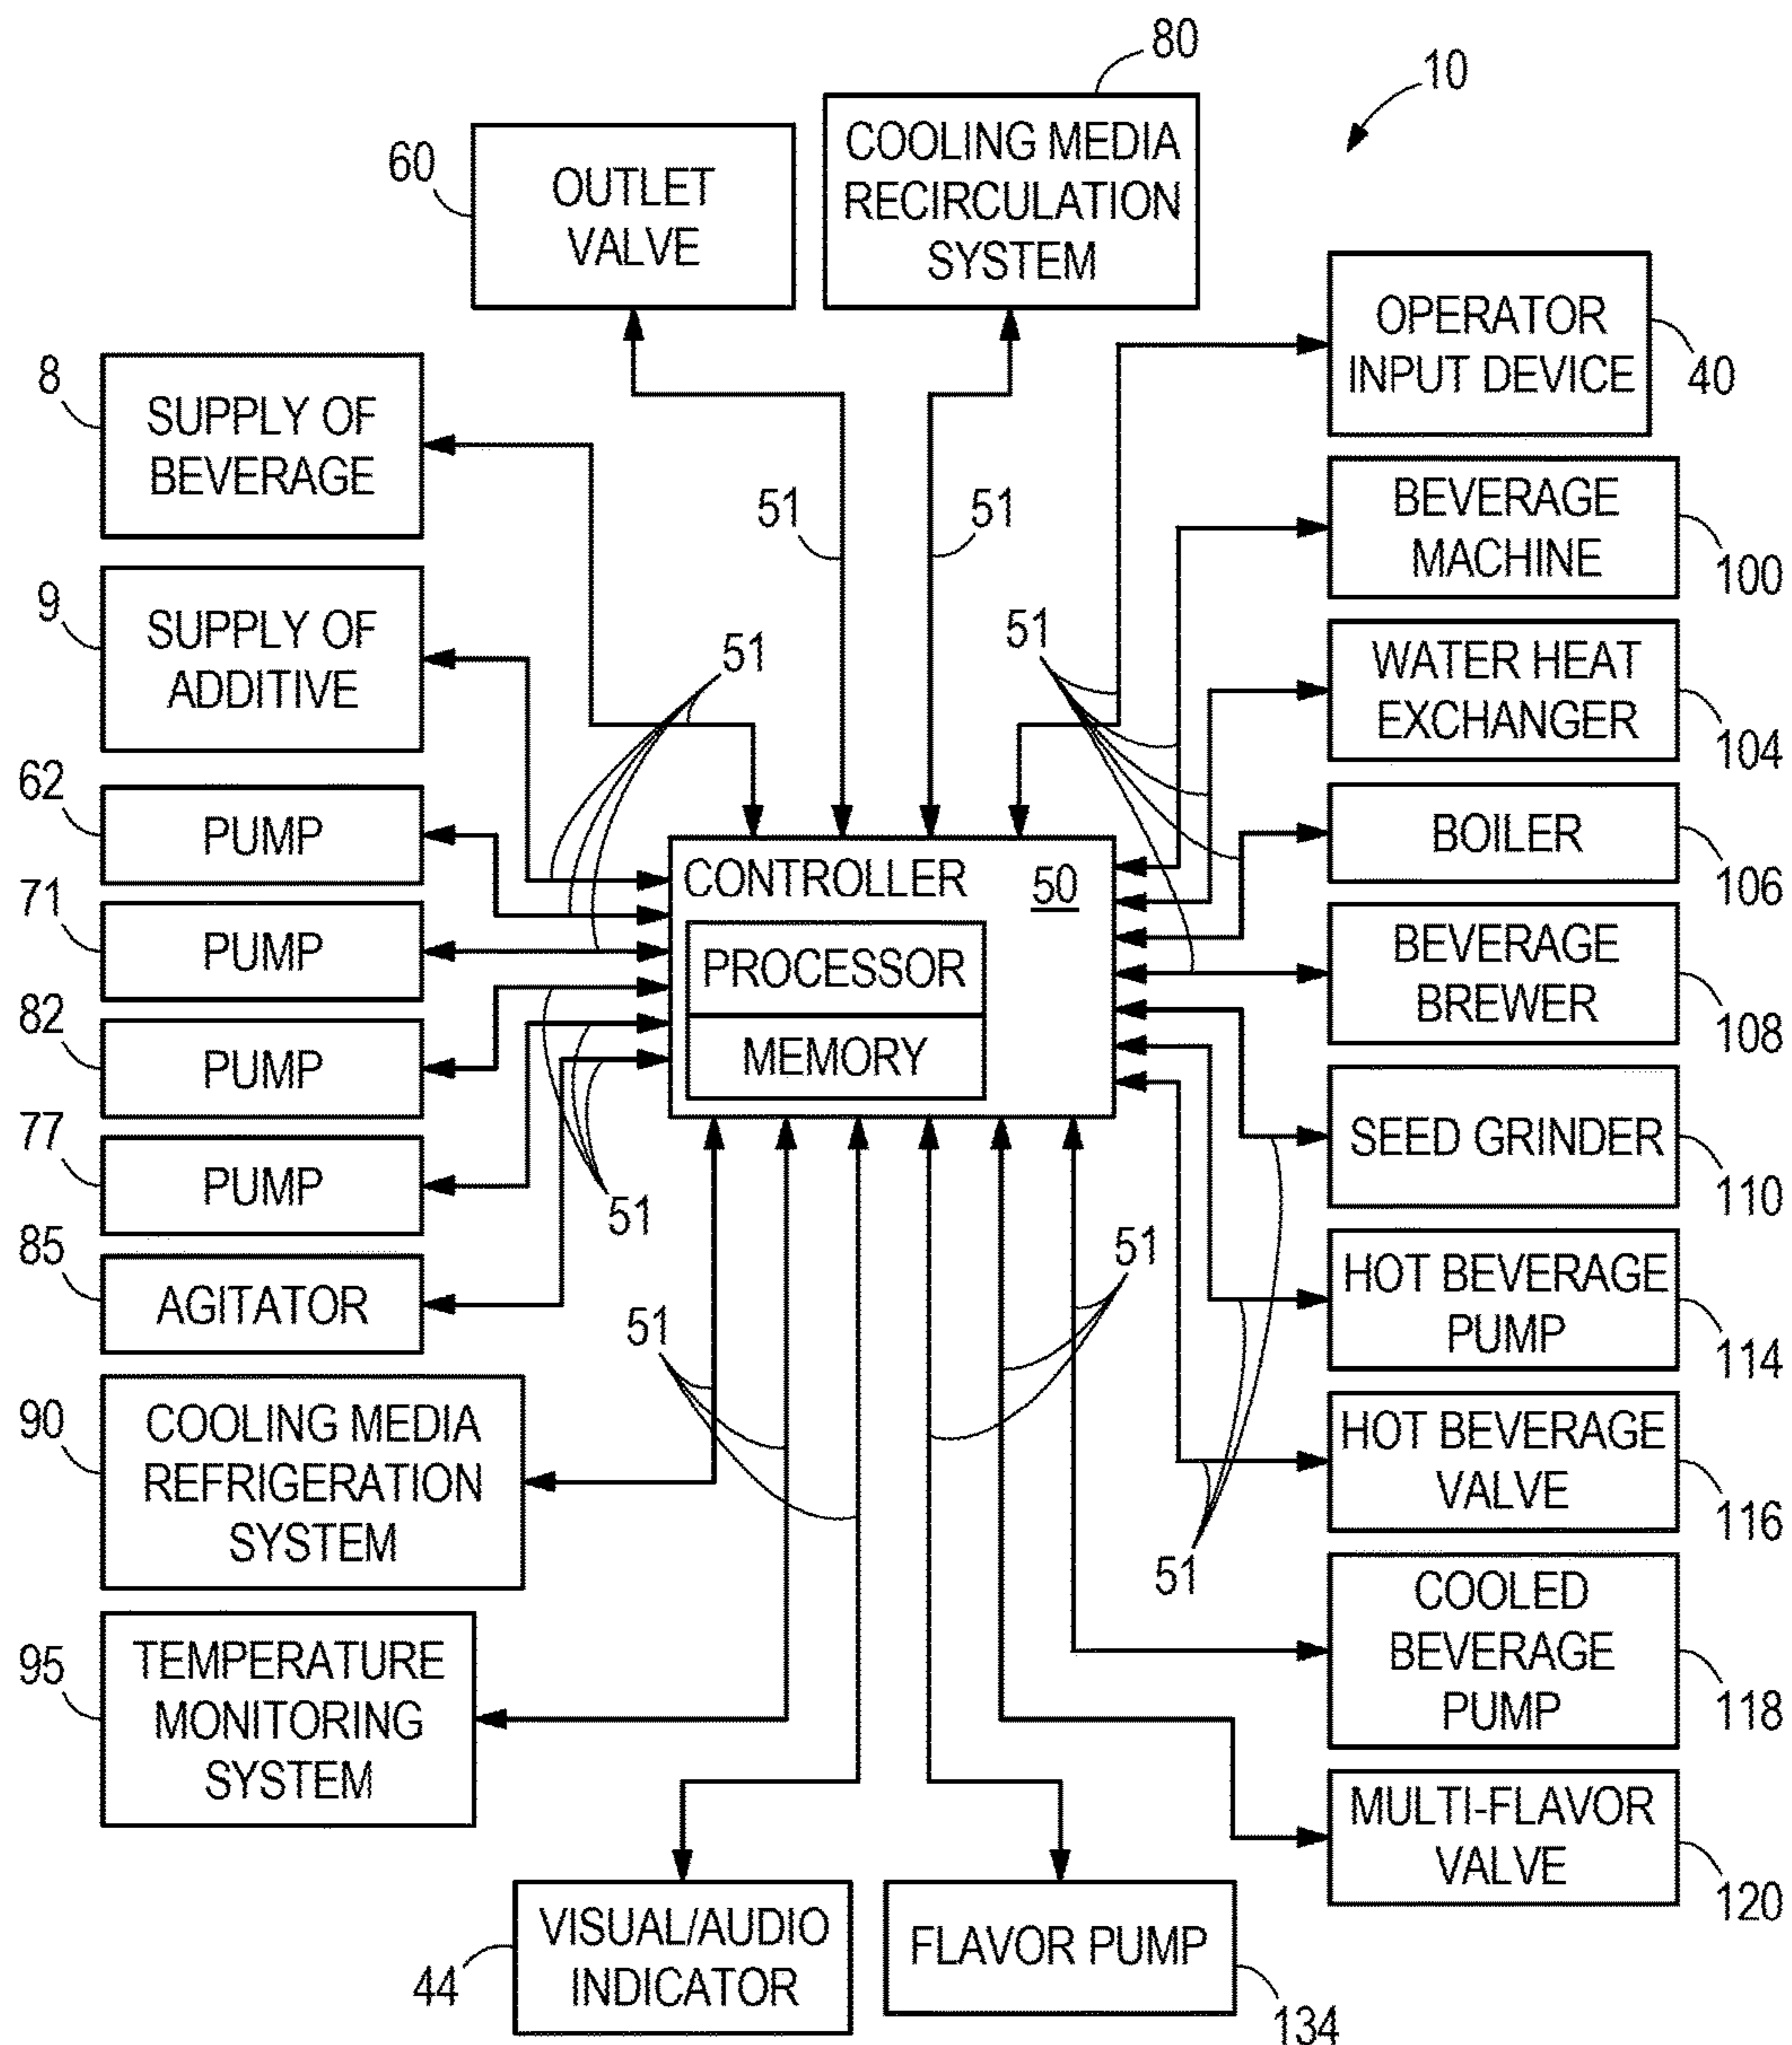 80
10
60
OUTLET
VALVE
COOLING MEDIA
RECIRCULATION
SYSTEM
OPERATOR
INPUT DEVICE
40
8
SUPPLY OF
BEVERAGE
51
51
BEVERAGE
MACHINE
100
9
SUPPLY OF
ADDITIVE
51
51
WATER HEAT
EXCHANGER
104
62
PUMP
BOILER
106
71
PUMP
CONTROLLER
50
PROCESSOR
MEMORY
BEVERAGE
BREWER
108
82
PUMP
77
PUMP
51
SEED GRINDER
110
85
AGITATOR
51
51
HOT BEVERAGE
PUMP
114
90
COOLING MEDIA
REFRIGERATION
SYSTEM
HOT BEVERAGE
VALVE
116
51
95
TEMPERATURE
MONITORING
SYSTEM
COOLED
BEVERAGE
PUMP
118
MULTI-FLAVOR
VALVE
120
VISUAL/AUDIO
INDICATOR
44
FLAVOR PUMP
134